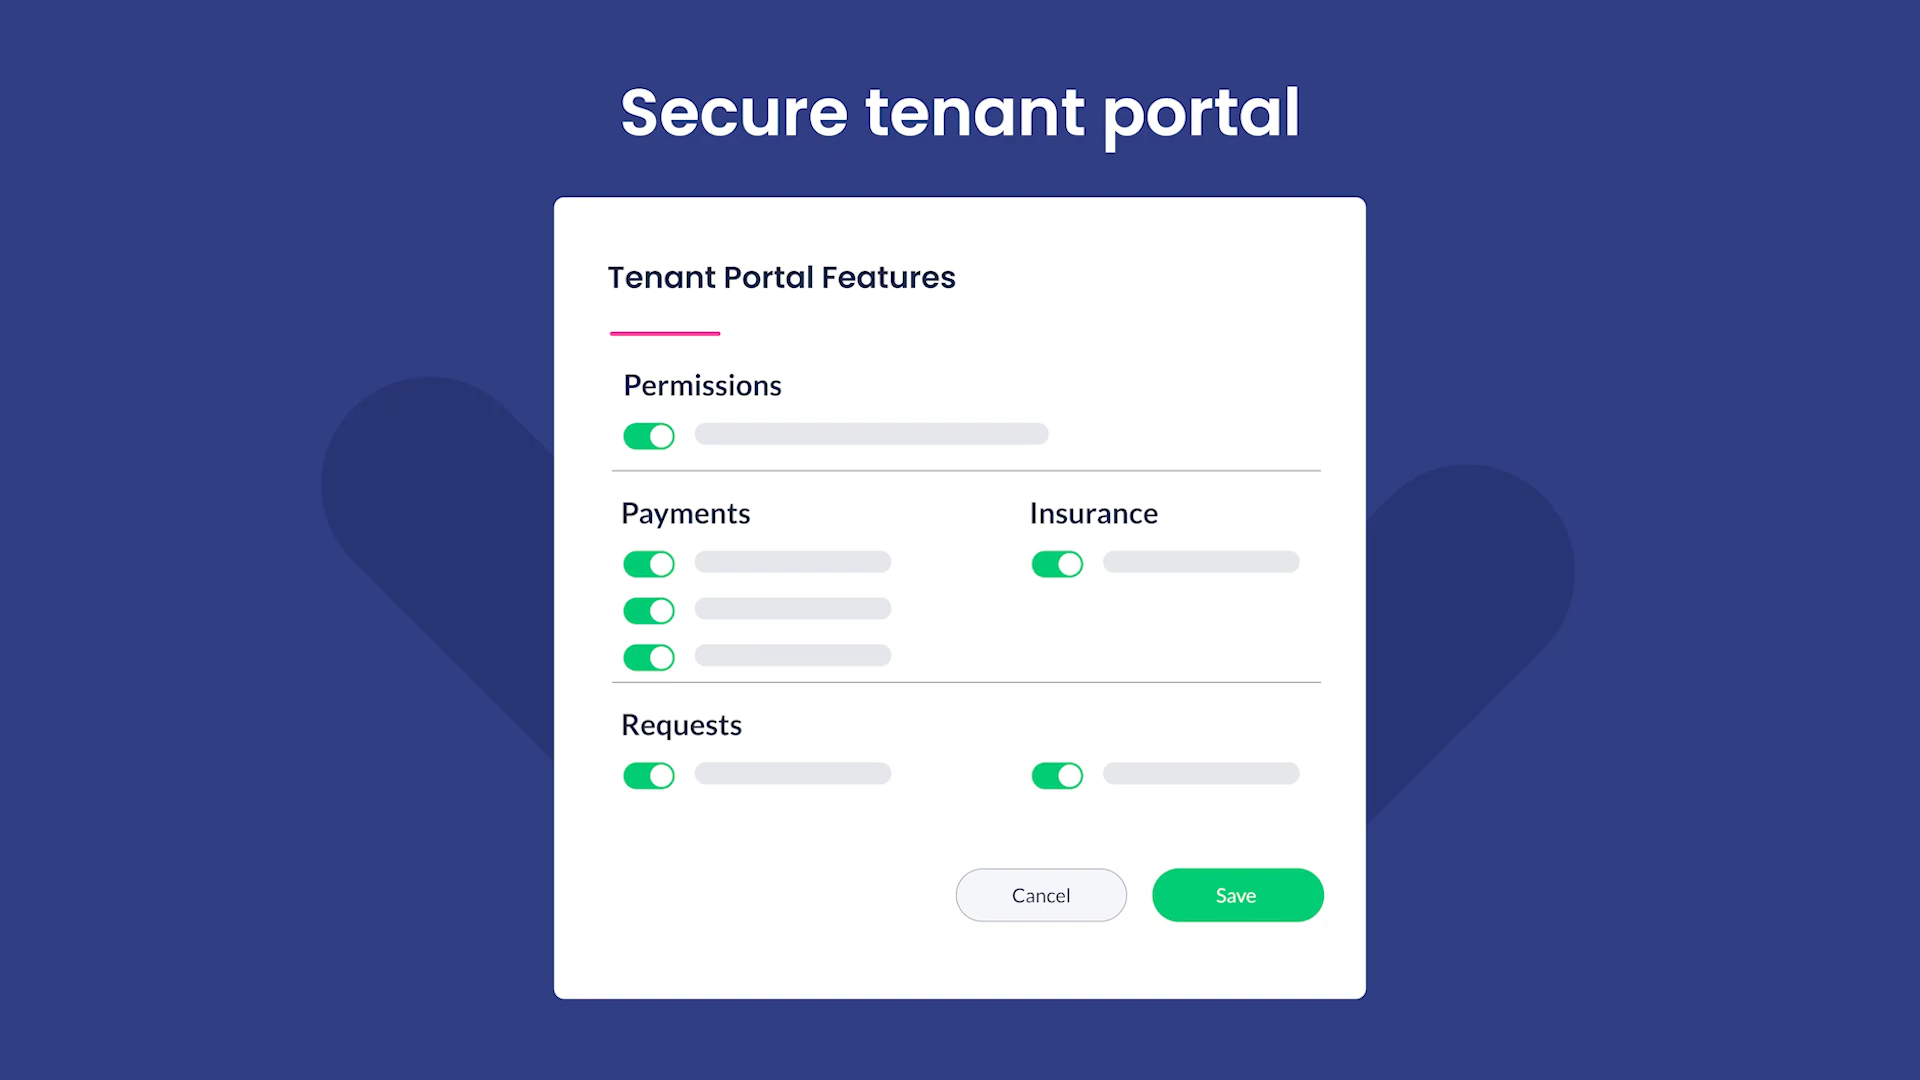 Secure tenant portal
Tenant Portal Features
Permissions
Payments
Insurance
Requests
Cancel
Save